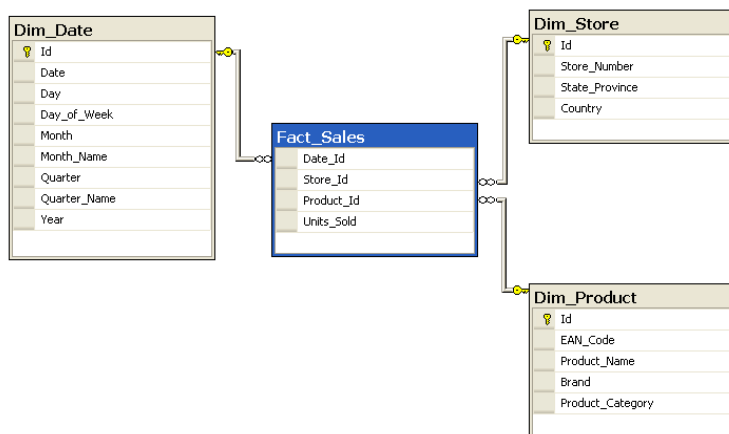 Dim_Date
Id
Date
Day
Day_of_Week
Month
Month_Name
Quarter
Quarter_Name
Year
Fact_Sales
Date_Id
Store_Id
Product_Id
Units_Sold
Dim_Store
Id
Store_Number
State_Province
Country
Dim_Product
Id
EAN_Code
Product_Name
Brand
Product_Category